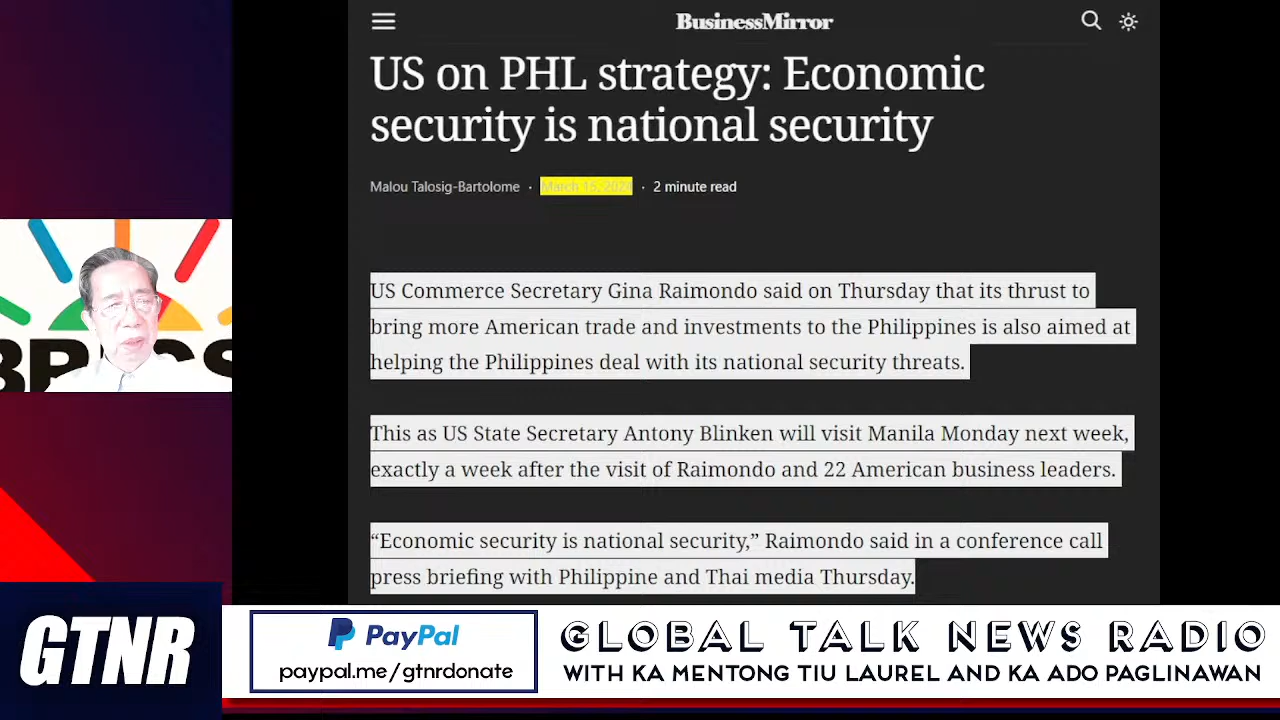 BusinessMirror
US on PHL strategy: Economic
security is national security
Malou Talosig-Bartolome · March 15, 2024 · 2 minute read
US Commerce Secretary Gina Raimondo said on Thursday that its thrust to
bring more American trade and investments to the Philippines is also aimed at
helping the Philippines deal with its national security threats.
This as US State Secretary Antony Blinken will visit Manila Monday next week,
exactly a week after the visit of Raimondo and 22 American business leaders.
“Economic security is national security,” Raimondo said in a conference call
press briefing with Philippine and Thai media Thursday.
GTNR
PayPal
paypal.me/gtnrdonate
GLOBAL TALK NEWS RADIO
WITH KA MENTONG TIU LAUREL AND KA ADO PAGLINAWAN